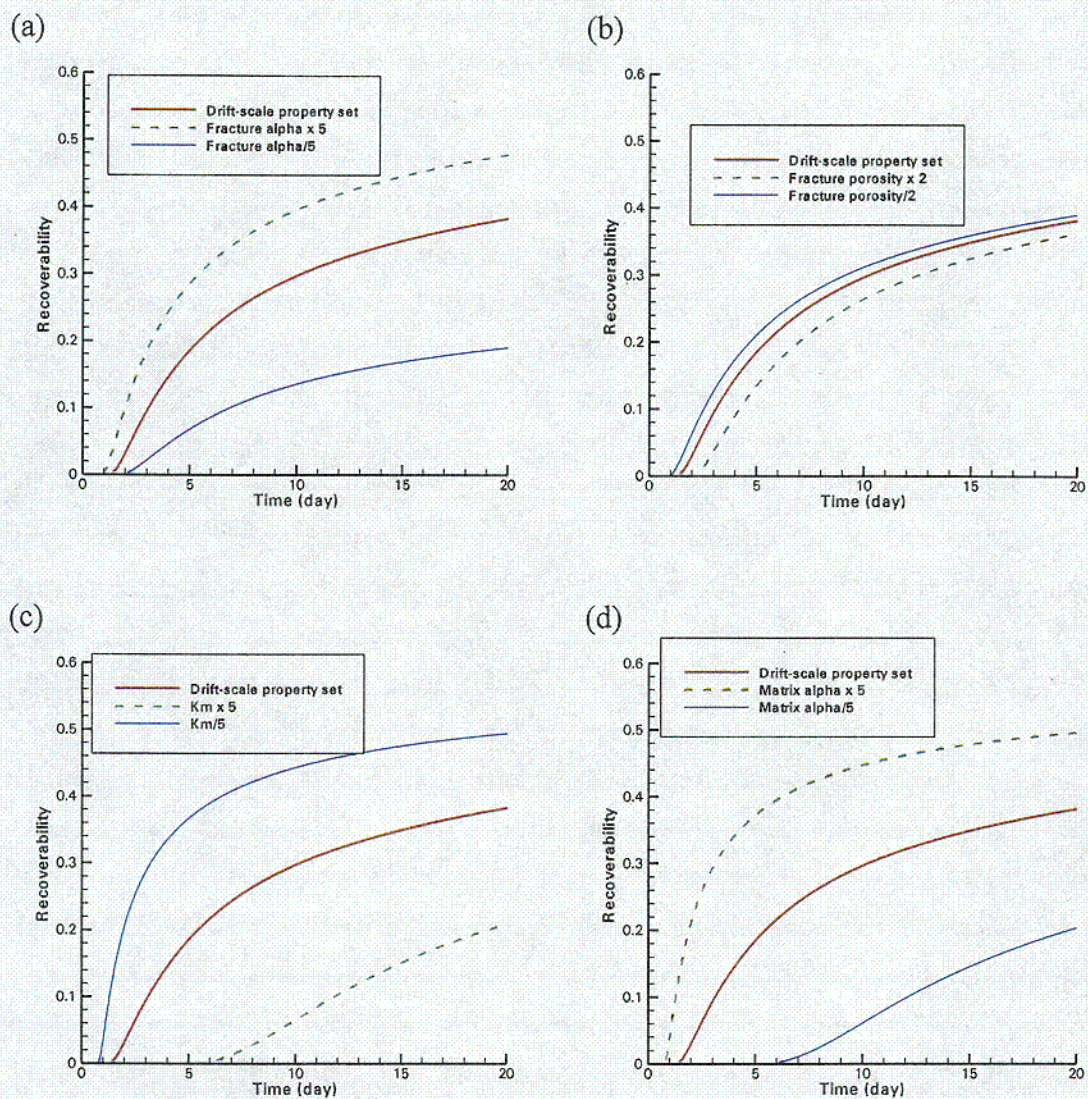 (a)
0.6
0.5
0.4
0.3
0.2
0.1
0
Recoverability
Drift-scale property set
Fracture alpha x 5
Fracture alpha/5
0 5 10 15 20
Time (day)
(b)
0.6
0.5
0.4
0.3
0.2
0.1
0
Recoverability
Drift-scale property set
Fracture porosity x 2
Fracture porosity/2
0 5 10 15 20
Time (day)
(c)
0.6
0.5
0.4
0.3
0.2
0.1
0
Recoverability
Drift-scale property set
Km x 5
Km/5
0 5 10 15 20
Time (day)
(d)
0.6
0.5
0.4
0.3
0.2
0.1
0
Recoverability
Drift-scale property set
Matrix alpha x 5
Matrix alpha/5
0 5 10 15 20
Time (day)